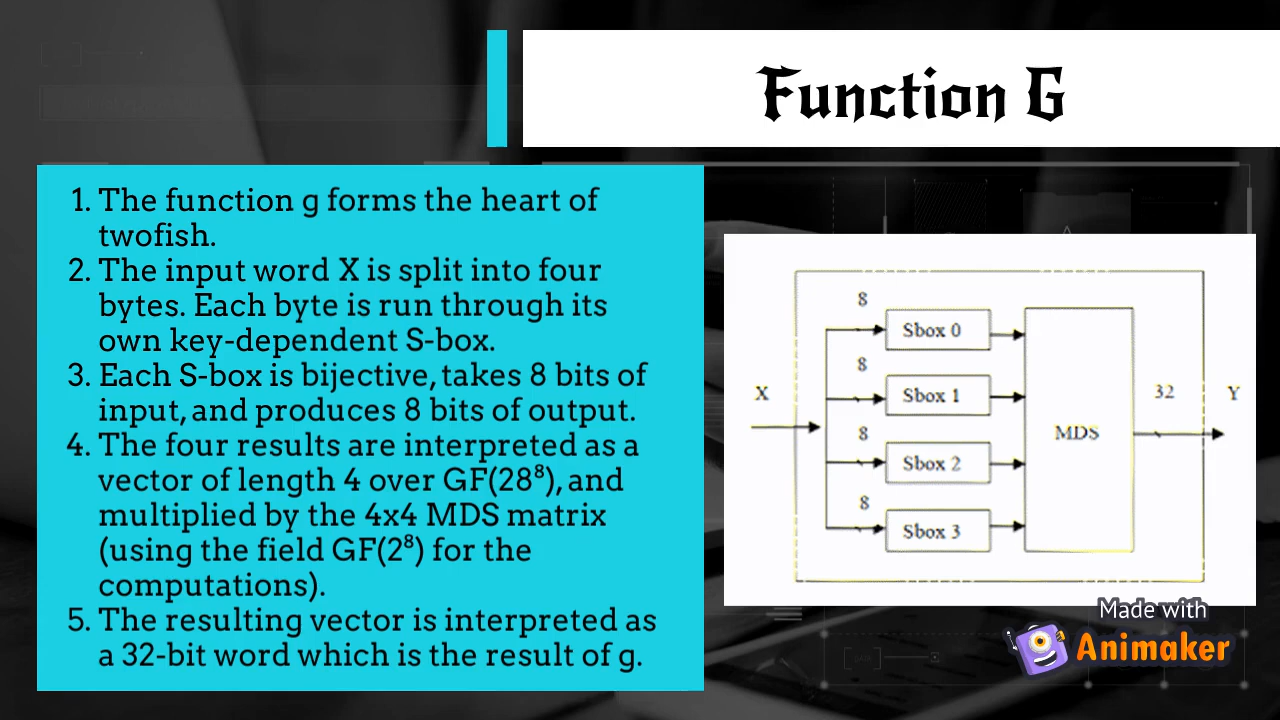 Function G
1. The function g forms the heart of
twofish.
2. The input word X is split into four
bytes. Each byte is run through its
own key-dependent S-box.
3. Each S-box is bijective, takes 8 bits of
input, and produces 8 bits of output.
4. The four results are interpreted as a
vector of length 4 over GF(28⁸), and
multiplied by the 4x4 MDS matrix
(using the field GF(2⁸) for the
computations).
5. The resulting vector is interpreted as
a 32-bit word which is the result of g.
8
Sbox 0
8
X
Sbox 1
32
Y
8
MDS
Sbox 2
8
Sbox 3
Made with
Animaker